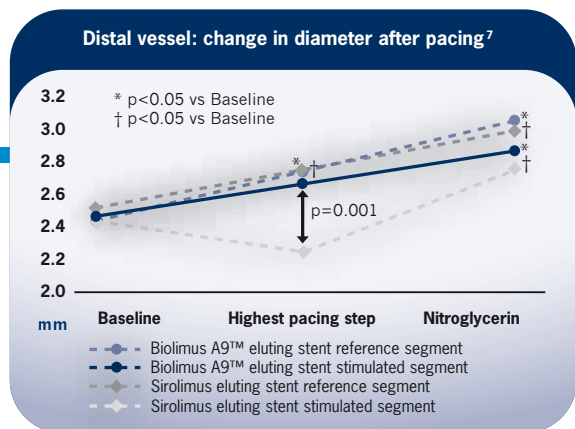 Distal vessel: change in diameter after pacing⁷
3.2
* p<0.05 vs Baseline
† p<0.05 vs Baseline
3.0
2.8
2.6
2.4
2.2
2.0
*
†
*
†
*
†
p=0.001
mm
Baseline Highest pacing step Nitroglycerin
Biolimus A9™ eluting stent reference segment
Biolimus A9™ eluting stent stimulated segment
Sirolimus eluting stent reference segment
Sirolimus eluting stent stimulated segment